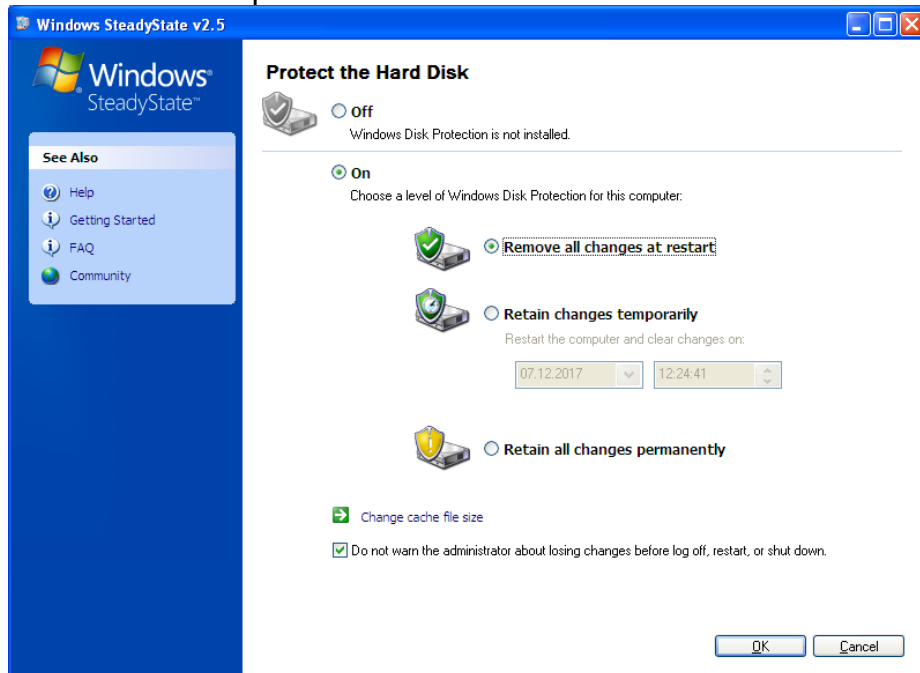 Windows SteadyState v2.5
Windows®
SteadyState™
See Also
Help
Getting Started
FAQ
Community
Protect the Hard Disk
Off
Windows Disk Protection is not installed.
On
Choose a level of Windows Disk Protection for this computer:
Remove all changes at restart
Retain changes temporarily
Restart the computer and clear changes on:
07.12.2017 12:24:41
Retain all changes permanently
Change cache file size
Do not warn the administrator about losing changes before log off, restart, or shut down.
OK Cancel